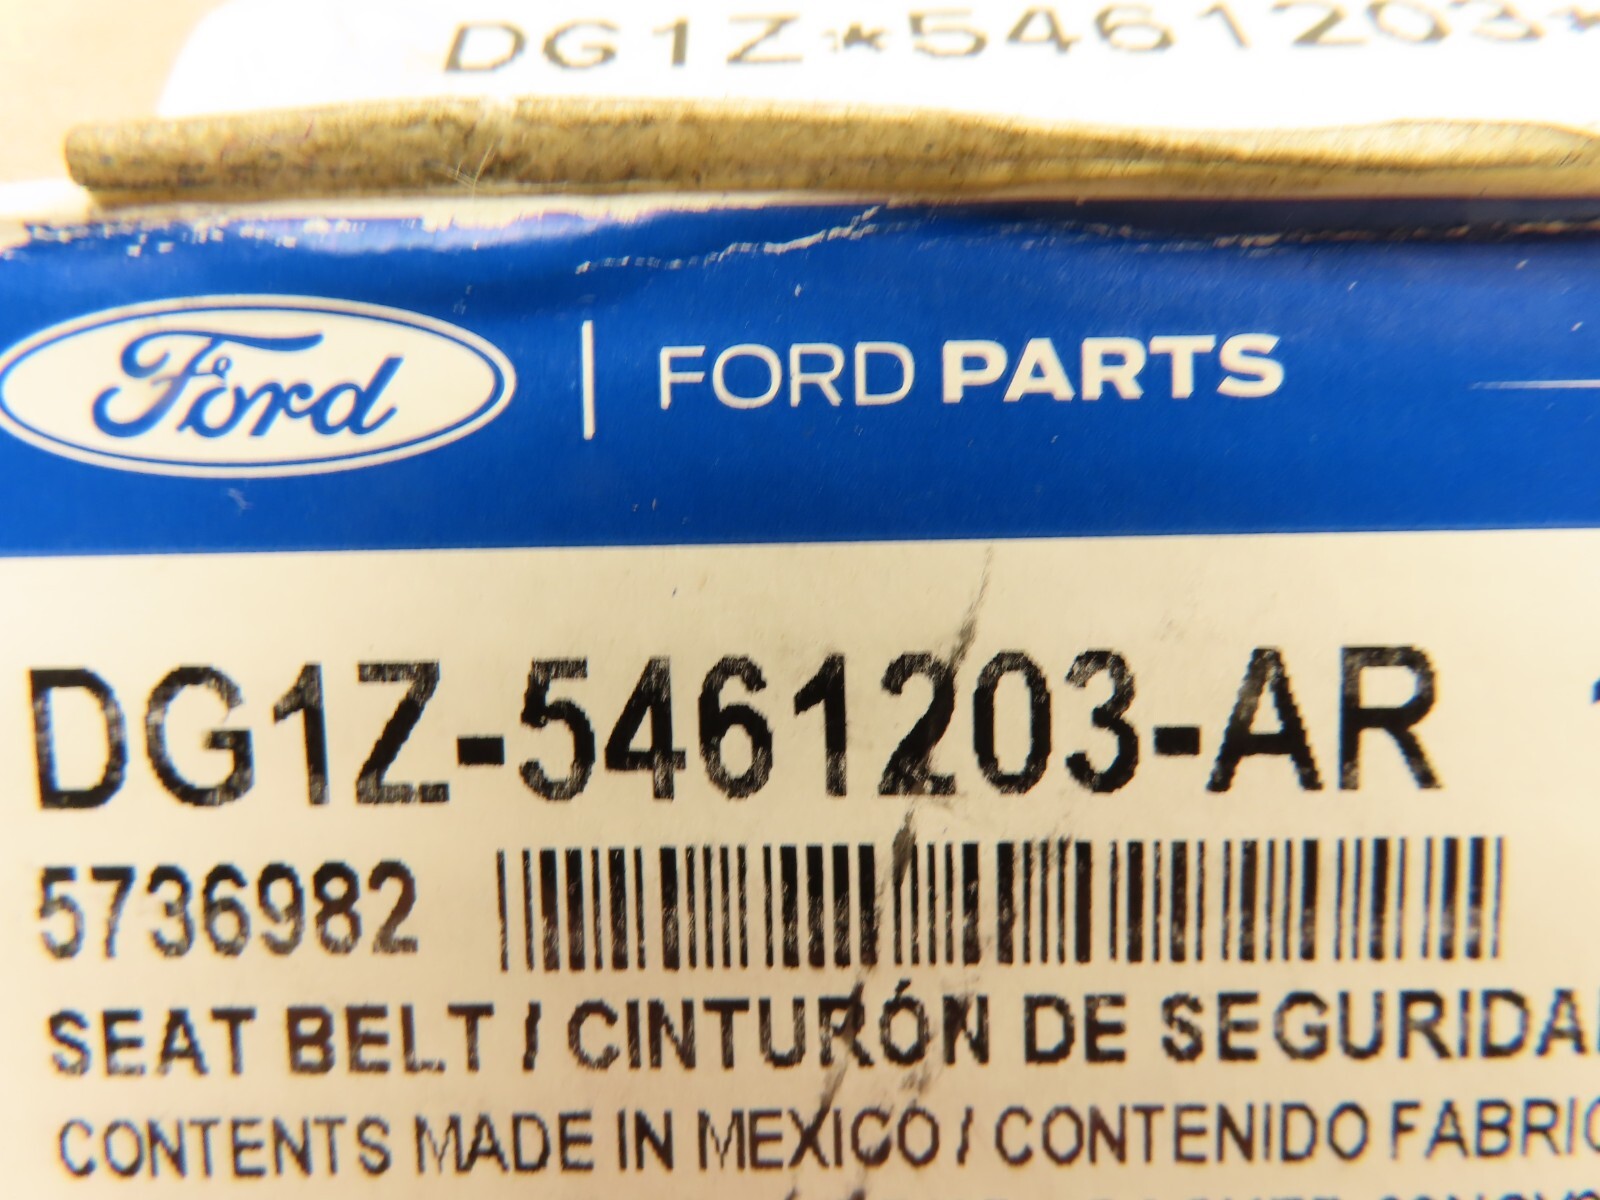 DG1Z*5461203*
Ford | FORD PARTS
DG1Z-5461203-AR
5736982
SEAT BELT / CINTURÓN DE SEGURIDA
CONTENTS MADE IN MEXICO / CONTENIDO FABRIC